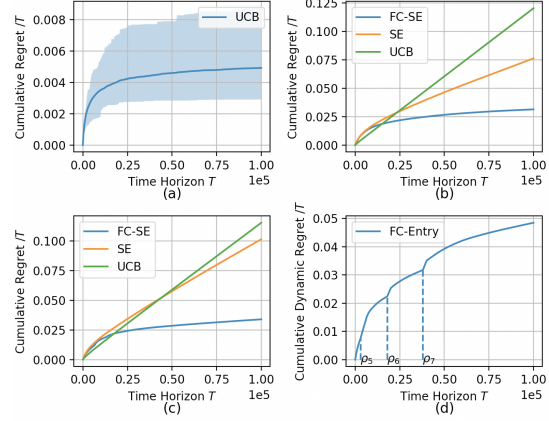 UCB
Cumulative Regret /T
0.008
0.006
0.004
0.002
0.000
0.00 0.25 0.50 0.75 1.00
Time Horizon T
1e5
(a)
FC-SE
SE
UCB
Cumulative Regret /T
0.125
0.100
0.075
0.050
0.025
0.000
0.00 0.25 0.50 0.75 1.00
Time Horizon T
1e5
(b)
FC-SE
SE
UCB
Cumulative Regret /T
0.100
0.075
0.050
0.025
0.000
0.00 0.25 0.50 0.75 1.00
Time Horizon T
1e5
(c)
FC-Entry
Cumulative Dynamic Regret /T
0.05
0.04
0.03
0.02
0.01
0.00
ρ5 ρ6 ρ7
0.00 0.25 0.50 0.75 1.00
Time Horizon T
1e5
(d)